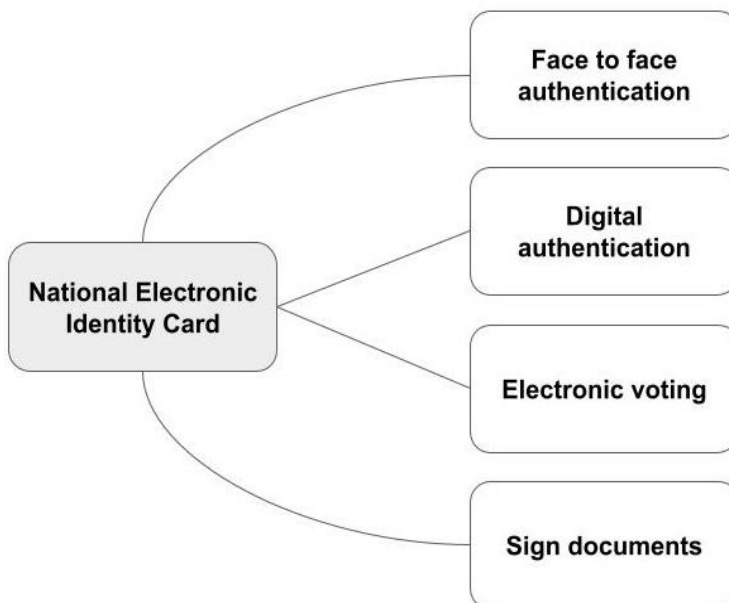 Face to face
authentication
Digital
authentication
National Electronic
Identity Card
Electronic voting
Sign documents